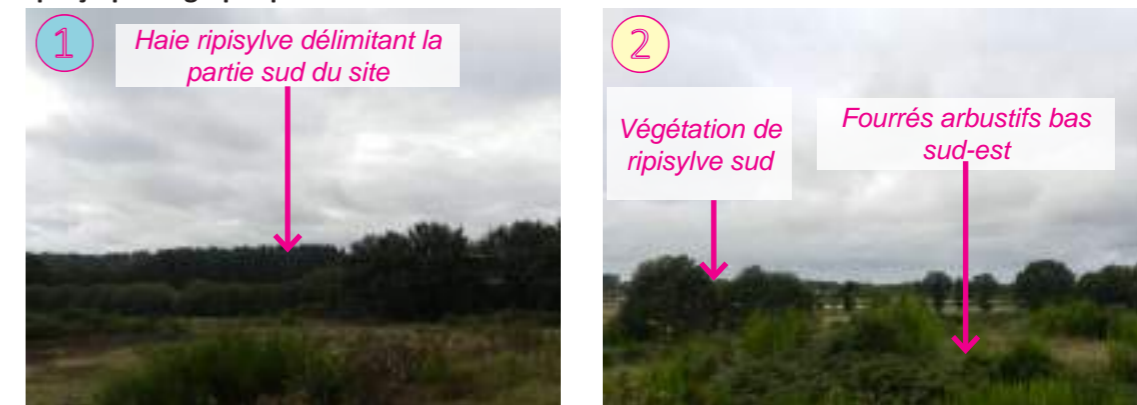 1
Haie ripisylve délimitant la
partie sud du site
2
Végétation de
ripisylve sud
Fourrés arbustifs bas
sud-est